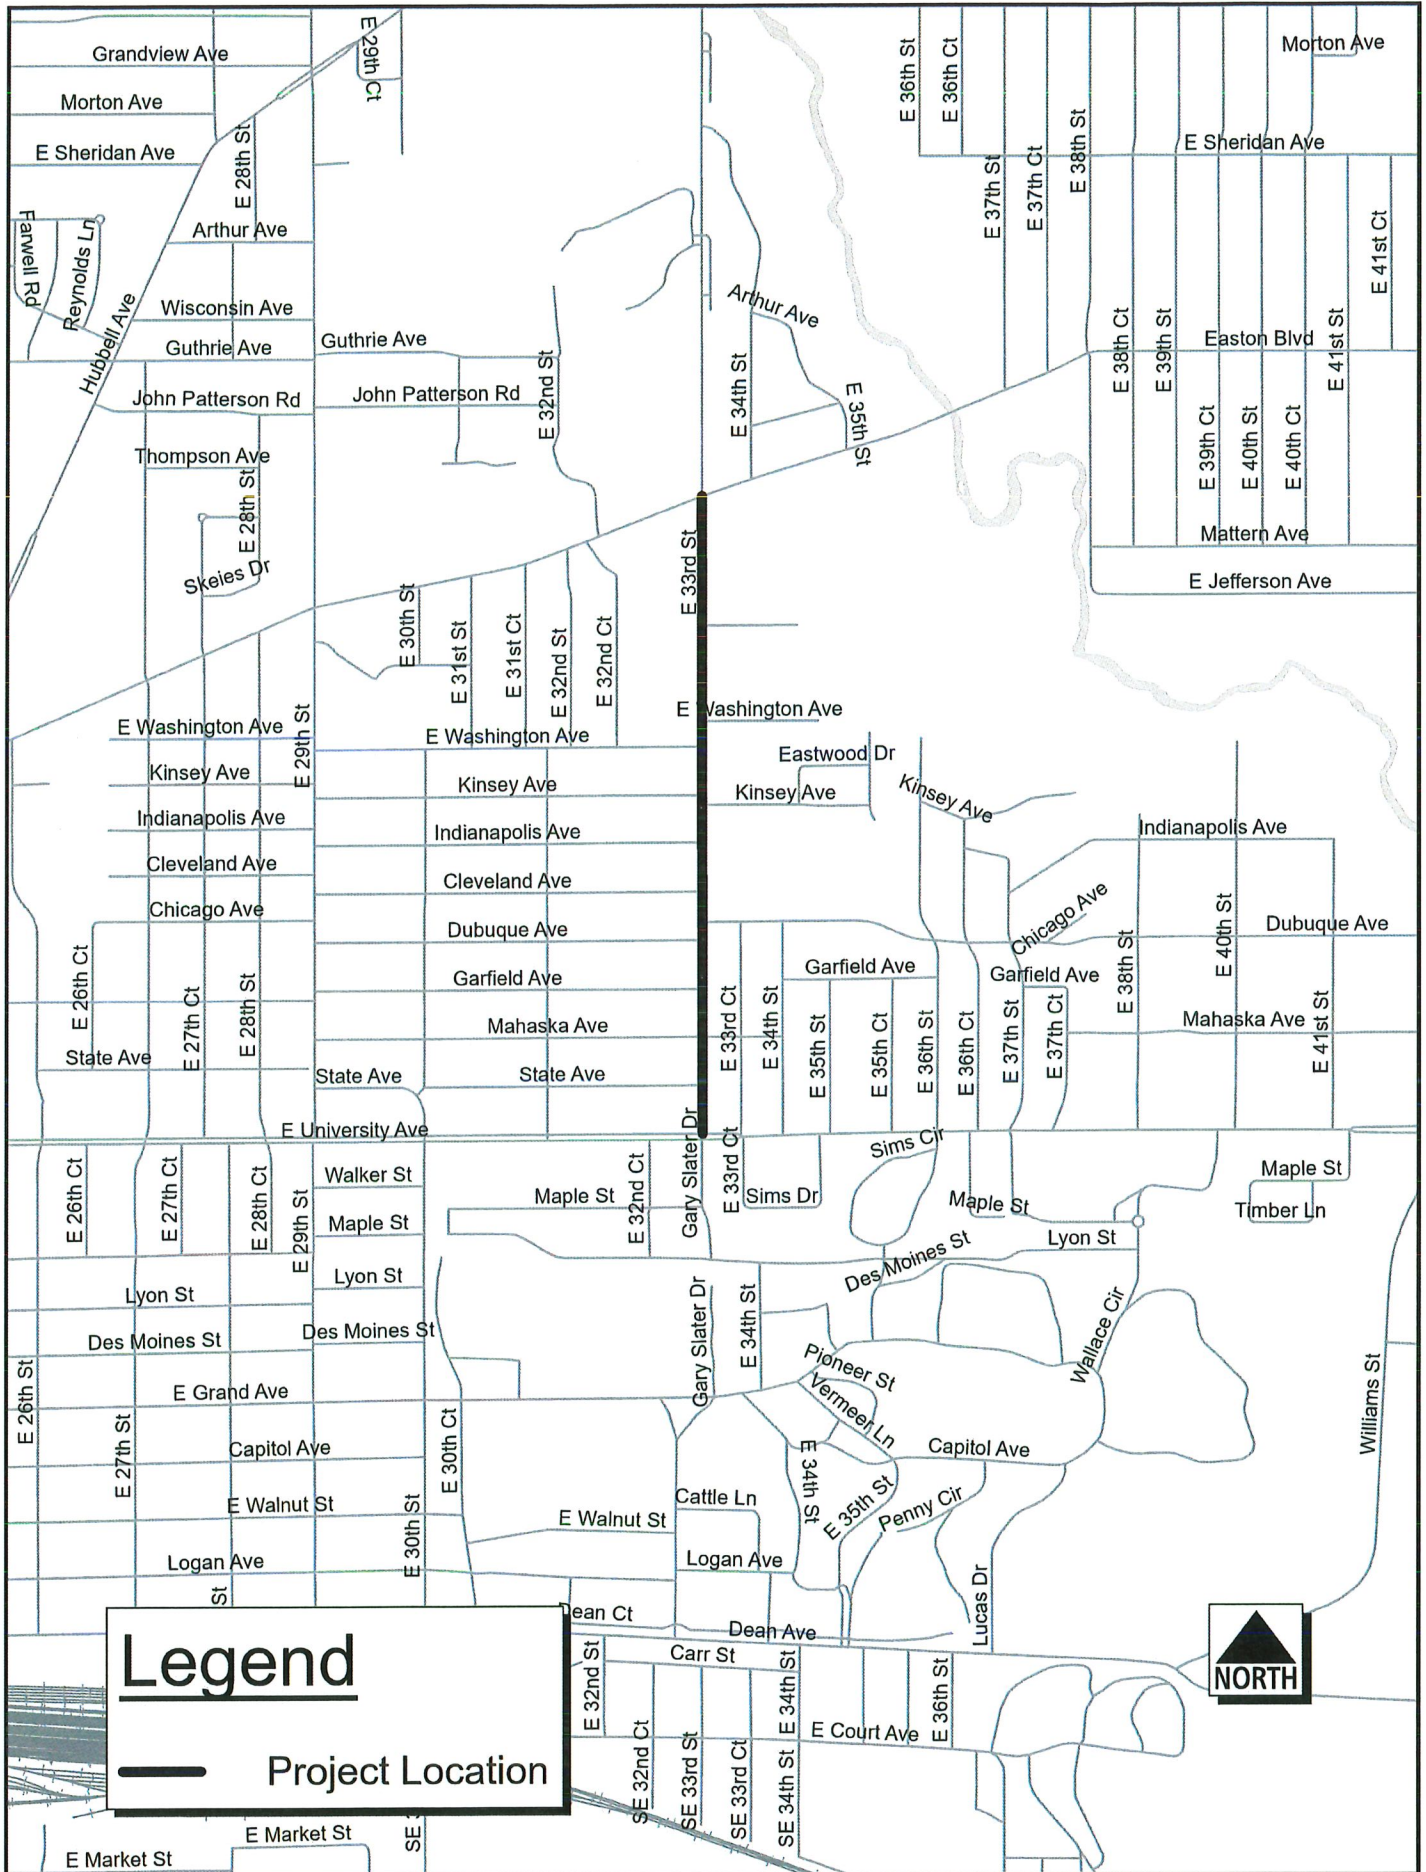 E 29th Ct
Grandview Ave
Morton Ave
E 36th St
E 36th Ct
Morton Ave
E Sheridan Ave
E 28th St
E Sheridan Ave
E 38th St
E 37th St
E 37th Ct
Farwell Rd
Reynolds Ln
Arthur Ave
E 41st Ct
Hubbell Ave
Wisconsin Ave
Arthur Ave
Guthrie Ave
Guthrie Ave
E 38th Ct
E 39th St
Easton Blvd
E 41st St
John Patterson Rd
John Patterson Rd
E 32nd St
E 34th St
E 35th St
E 39th Ct
E 40th St
E 40th Ct
Thompson Ave
E 28th St
Mattern Ave
Skeies Dr
E 33rd St
E Jefferson Ave
E 30th St
E 31st St
E 31st Ct
E 32nd St
E 32nd Ct
E Washington Ave
E Washington Ave
E 29th St
E Washington Ave
Eastwood Dr
Kinsey Ave
Kinsey Ave
Kinsey Ave
Kinsey Ave
Indianapolis Ave
Indianapolis Ave
Indianapolis Ave
Cleveland Ave
Cleveland Ave
Chicago Ave
Chicago Ave
Dubuque Ave
E 40th St
Dubuque Ave
E 26th Ct
E 27th Ct
E 28th St
Garfield Ave
Garfield Ave
Garfield Ave
E 38th St
Mahaska Ave
E 33rd Ct
E 34th St
E 35th St
E 35th Ct
E 36th St
E 36th Ct
E 37th St
E 37th Ct
Mahaska Ave
E 41st St
State Ave
State Ave
State Ave
E University Ave
Gary Slater Dr
E 33rd Ct
Sims Cir
E 26th Ct
E 27th Ct
E 28th Ct
E 29th St
Walker St
Maple St
E 32nd Ct
Sims Dr
Maple St
Maple St
Timber Ln
Maple St
Lyon St
Lyon St
Des Moines St
Lyon St
Gary Slater Dr
E 34th St
Wallace Cir
Des Moines St
Des Moines St
Pioneer St
E 26th St
E Grand Ave
Vermeer Ln
Williams St
E 27th St
Capitol Ave
E 30th Ct
Capitol Ave
E 34th St
E 35th St
Penny Cir
E Walnut St
E 30th St
Cattle Ln
E Walnut St
Logan Ave
Logan Ave
Lucas Dr
St
Dean Ct
Dean Ave
Legend
Project Location
Carr St
E 32nd St
E 34th St
E 36th St
NORTH
E Court Ave
SE 32nd Ct
SE 33rd St
SE 33rd Ct
SE 34th St
E Market St
E Market St